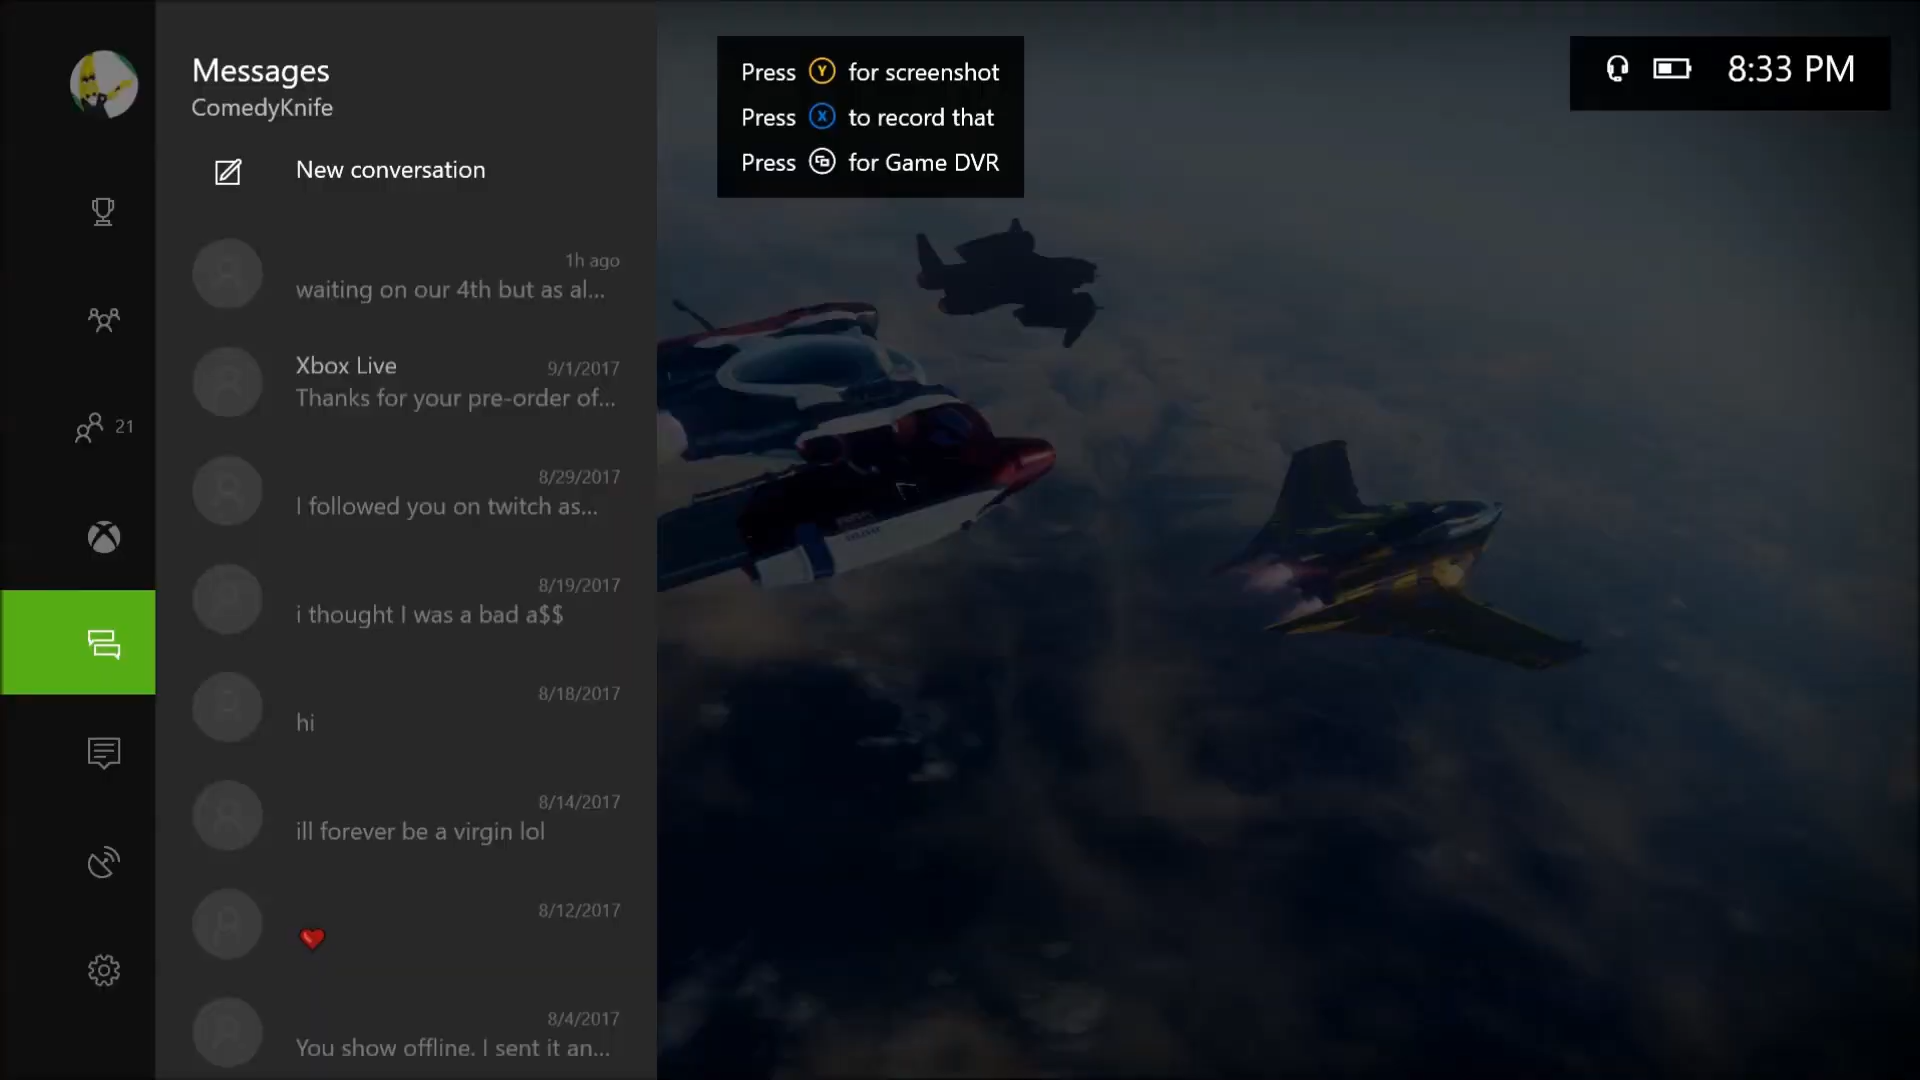 Messages
ComedyKnife
New conversation
1h ago
waiting on our 4th but as al...
Xbox Live
9/1/2017
Thanks for your pre-order of...
8/29/2017
I followed you on twitch as...
8/19/2017
i thought I was a bad a$$
8/18/2017
hi
8/14/2017
ill forever be a virgin lol
8/12/2017
8/4/2017
You show offline. I sent it an...
21
Press Y for screenshot
Press X to record that
Press for Game DVR
8:33 PM